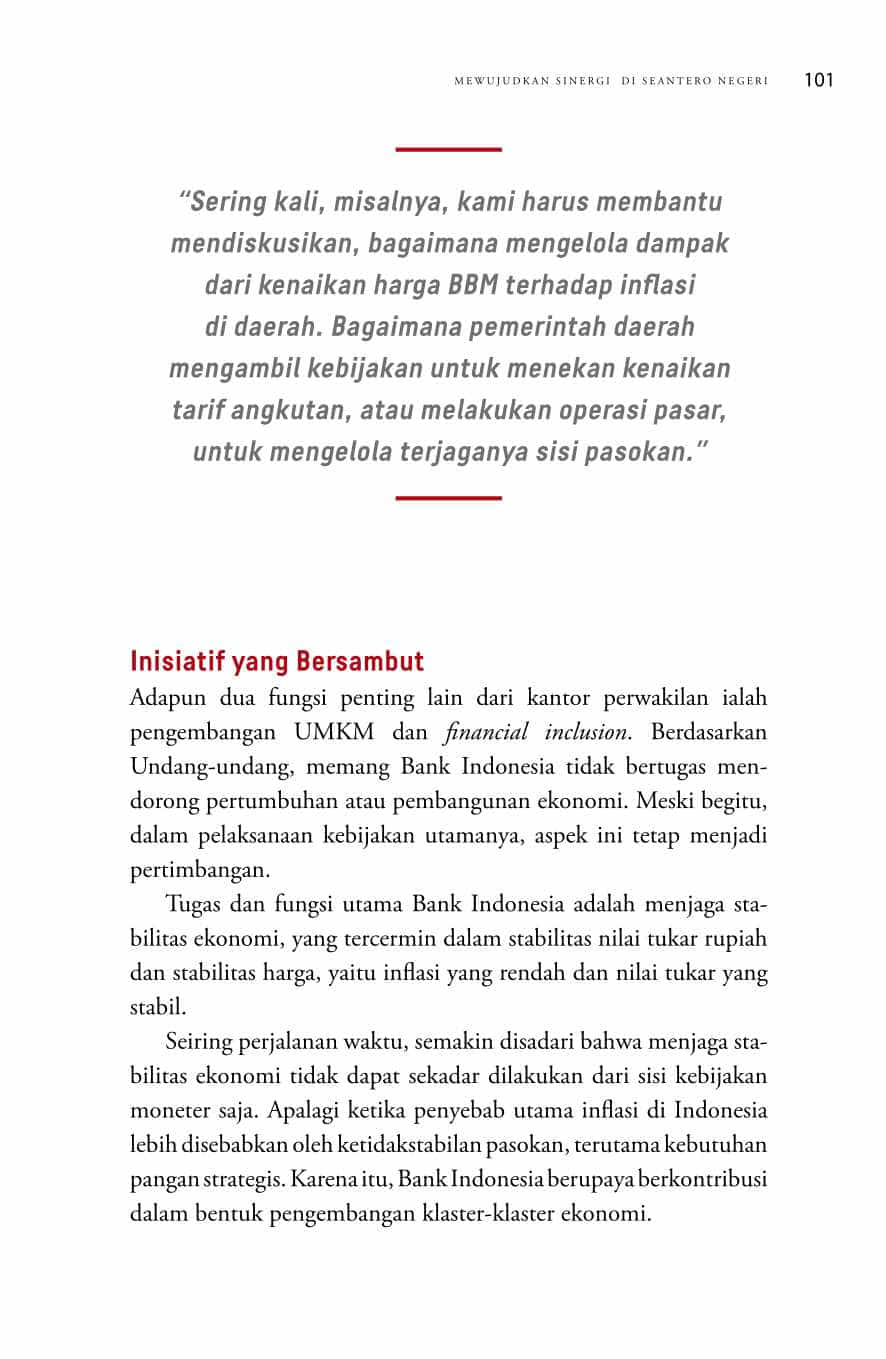 MEWUJUDKAN SINERGI DI SEANTERO NEGERI 101
“Sering kali, misalnya, kami harus membantu
mendiskusikan, bagaimana mengelola dampak
dari kenaikan harga BBM terhadap inflasi
di daerah. Bagaimana pemerintah daerah
mengambil kebijakan untuk menekan kenaikan
tarif angkutan, atau melakukan operasi pasar,
untuk mengelola terjaganya sisi pasokan.”
Inisiatif yang Bersambut
Adapun dua fungsi penting lain dari kantor perwakilan ialah
pengembangan UMKM dan financial inclusion. Berdasarkan
Undang-undang, memang Bank Indonesia tidak bertugas men-
dorong pertumbuhan atau pembangunan ekonomi. Meski begitu,
dalam pelaksanaan kebijakan utamanya, aspek ini tetap menjadi
pertimbangan.
Tugas dan fungsi utama Bank Indonesia adalah menjaga sta-
bilitas ekonomi, yang tercermin dalam stabilitas nilai tukar rupiah
dan stabilitas harga, yaitu inflasi yang rendah dan nilai tukar yang
stabil.
Seiring perjalanan waktu, semakin disadari bahwa menjaga sta-
bilitas ekonomi tidak dapat sekadar dilakukan dari sisi kebijakan
moneter saja. Apalagi ketika penyebab utama inflasi di Indonesia
lebih disebabkan oleh ketidakstabilan pasokan, terutama kebutuhan
pangan strategis. Karena itu, Bank Indonesia berupaya berkontribusi
dalam bentuk pengembangan klaster-klaster ekonomi.